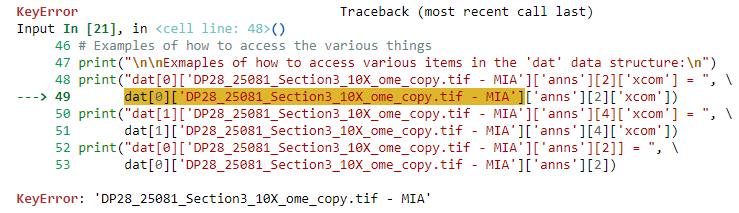 KeyError Traceback (most recent call last)
Input In [21], in <cell line: 48>()
46 # Examples of how to access the various things
47 print("\n\nExmaples of how to access various items in the 'dat' data structure:\n")
48 print("dat[0]['DP28_25081_Section3_10X_ome_copy.tif - MIA']['anns'][2]['xcom'] = ", \
---> 49 dat[0]['DP28_25081_Section3_10X_ome_copy.tif - MIA']['anns'][2]['xcom'])
50 print("dat[1]['DP28_25081_Section3_10X_ome_copy.tif - MIA']['anns'][4]['xcom'] = ", \
51 dat[1]['DP28_25081_Section3_10X_ome_copy.tif - MIA']['anns'][4]['xcom'])
52 print("dat[0]['DP28_25081_Section3_10X_ome_copy.tif - MIA']['anns'][2]] = ", \
53 dat[0]['DP28_25081_Section3_10X_ome_copy.tif - MIA']['anns'][2])
KeyError: 'DP28_25081_Section3_10X_ome_copy.tif - MIA'